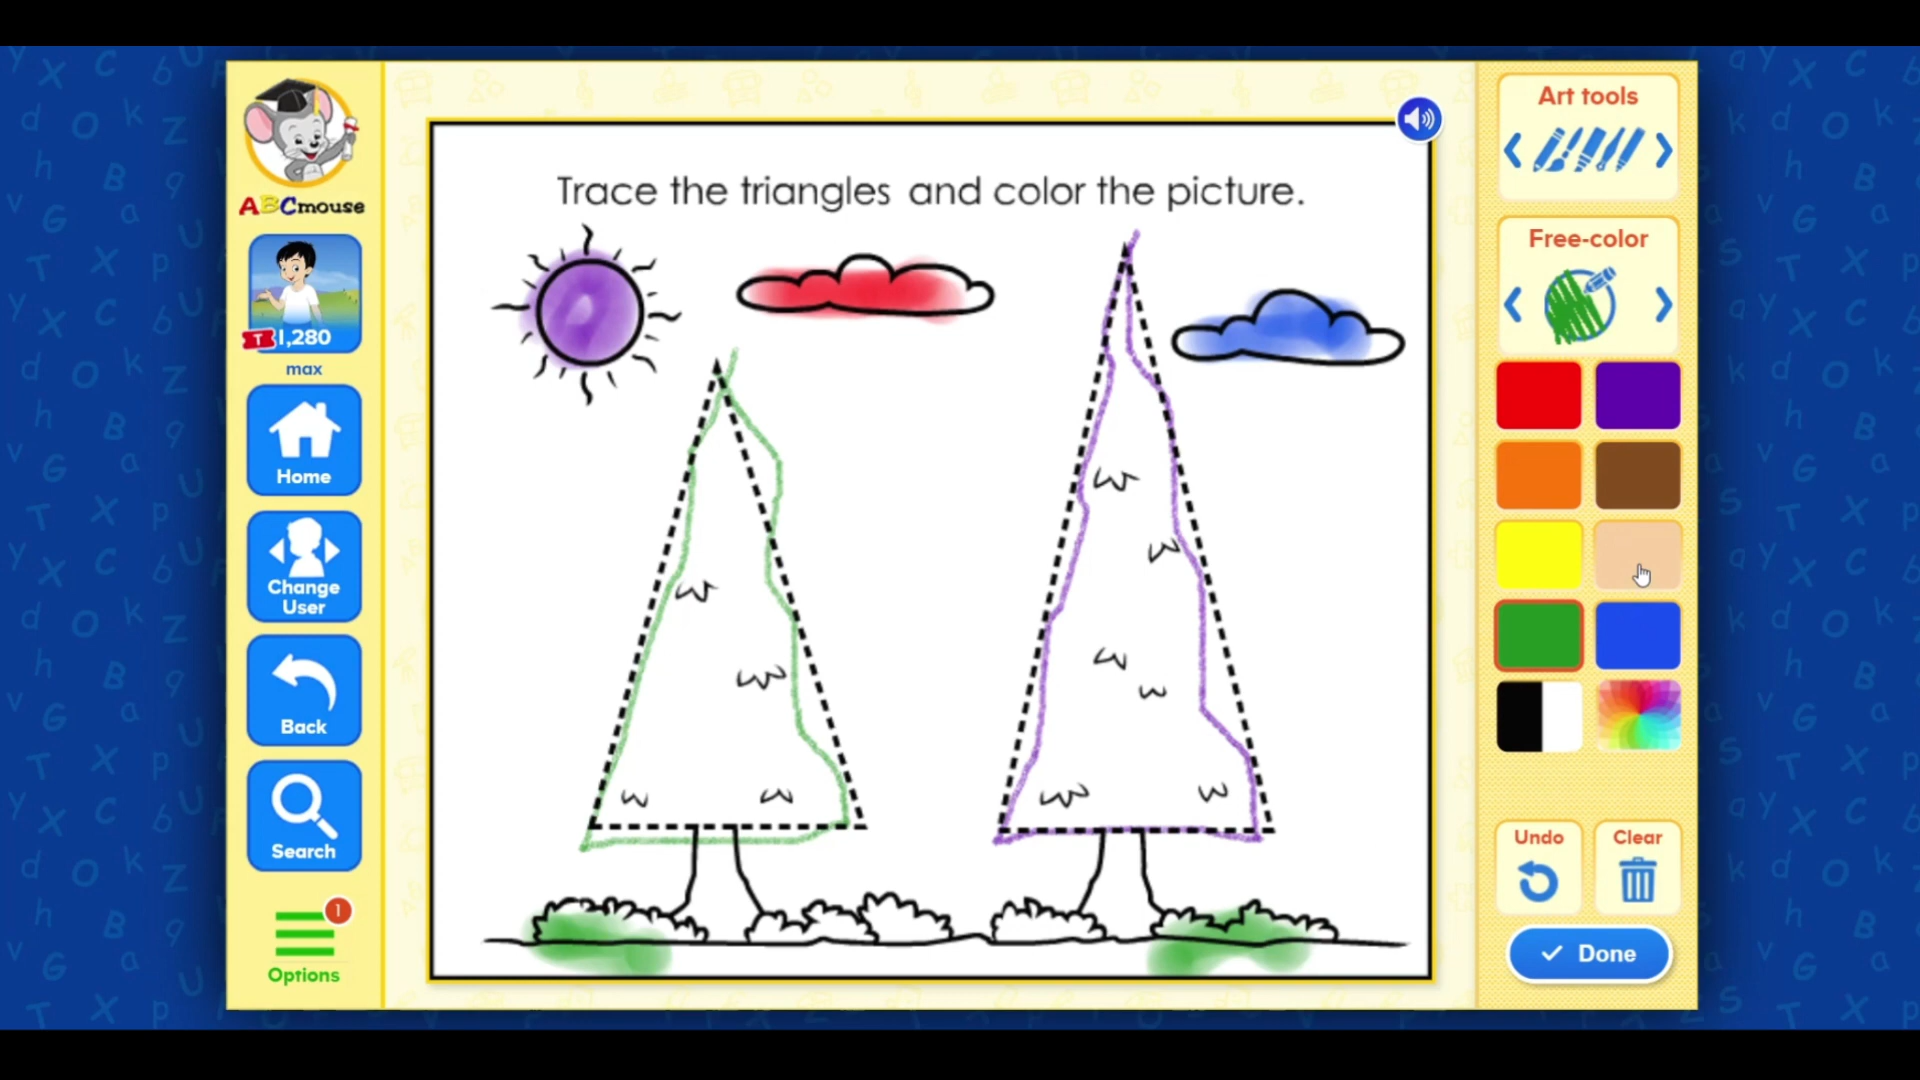 ABCmouse
T 1,280
max
Home
Change
User
Back
Search
1
Options
Trace the triangles and color the picture.
Art tools
Free-color
Undo
Clear
Done